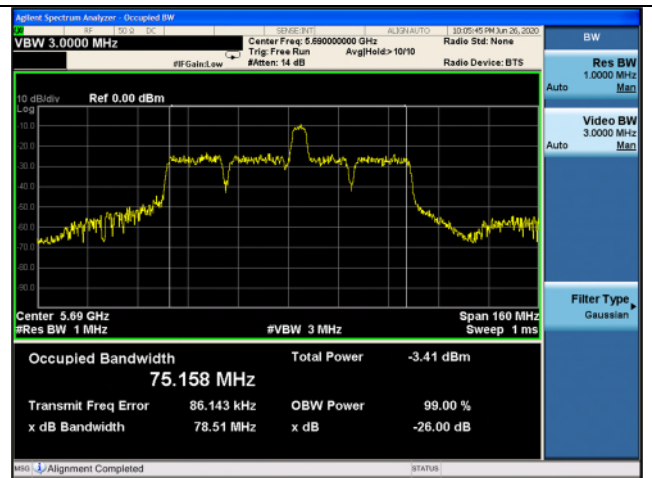 Agilent Spectrum Analyzer - Occupied BW
RF 50 Ω DC SENSE:INT ALIGNAUTO 10:05:45 PM Jun 26, 2020
VBW 3.0000 MHz Center Freq: 5.690000000 GHz Radio Std: None
Trig: Free Run Avg|Hold:> 10/10
#IFGain:Low #Atten: 14 dB Radio Device: BTS
10 dB/div Ref 0.00 dBm
Log
-10.0
-20.0
-30.0
-40.0
-50.0
-60.0
-70.0
-80.0
-90.0
Center 5.69 GHz Span 160 MHz
#Res BW 1 MHz #VBW 3 MHz Sweep 1 ms
Occupied Bandwidth Total Power -3.41 dBm
75.158 MHz
Transmit Freq Error 86.143 kHz OBW Power 99.00 %
x dB Bandwidth 78.51 MHz x dB -26.00 dB
MSG Alignment Completed STATUS
BW
Res BW
1.0000 MHz
Auto Man
Video BW
3.0000 MHz
Auto Man
Filter Type
Gaussian